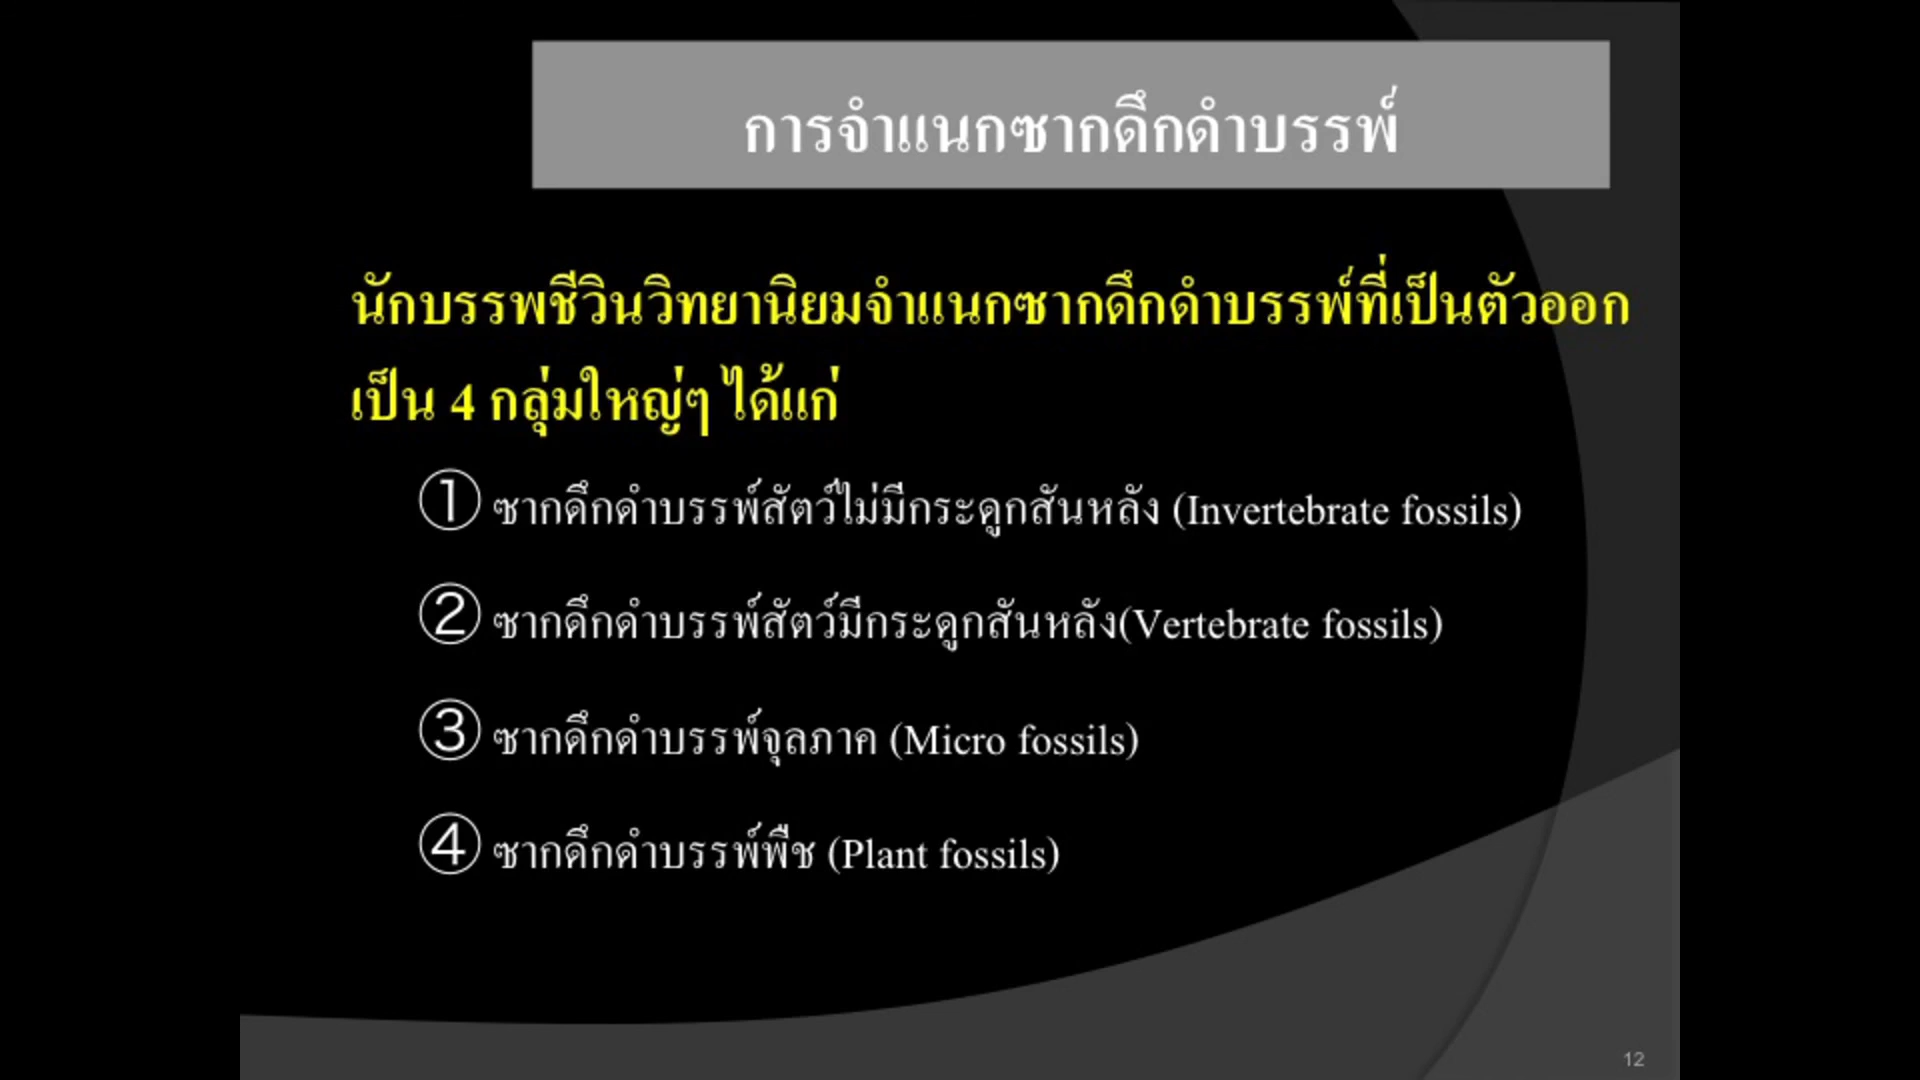 การจำแนกซากดึกดำบรรพ์
นักบรรพชีวินวิทยานิยมจำแนกซากดึกดำบรรพ์ที่เป็นตัวออก
เป็น 4 กลุ่มใหญ่ๆ ได้แก่
① ซากดึกดำบรรพ์สัตว์ไม่มีกระดูกสันหลัง (Invertebrate fossils)
② ซากดึกดำบรรพ์สัตว์มีกระดูกสันหลัง(Vertebrate fossils)
③ ซากดึกดำบรรพ์จุลภาค (Micro fossils)
④ ซากดึกดำบรรพ์พืช (Plant fossils)
12